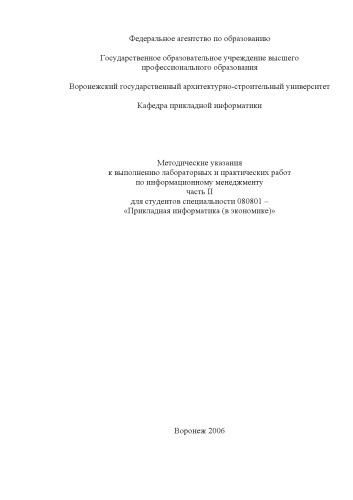 Федеральное агентство по образованию
Государственное образовательное учреждение высшего
профессионального образования
Воронежский государственный архитектурно-строительный университет
Кафедра прикладной информатики
Методические указания
к выполнению лабораторных и практических работ
по информационному менеджменту
часть II
для студентов специальности 080801 –
«Прикладная информатика (в экономике)»
Воронеж 2006